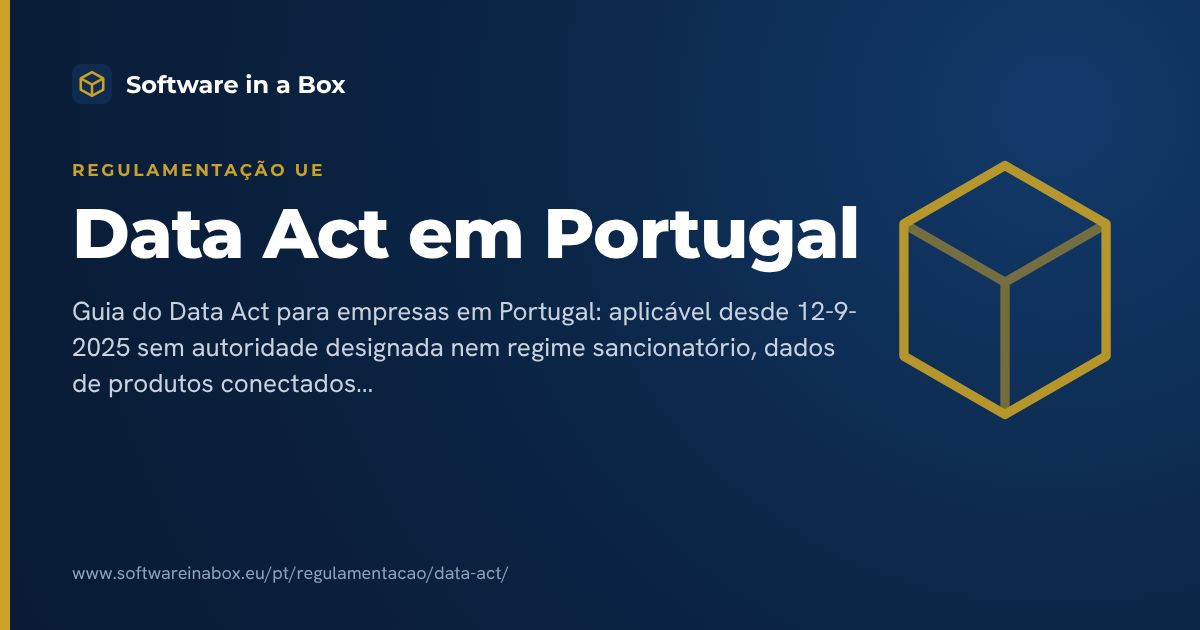 Software in a Box
REGULAMENTAÇÃO UE
Data Act em Portugal
Guia do Data Act para empresas em Portugal: aplicável desde 12-9-
2025 sem autoridade designada nem regime sancionatório, dados
de produtos conectados...
www.softwareinabox.eu/pt/regulamentacao/data-act/